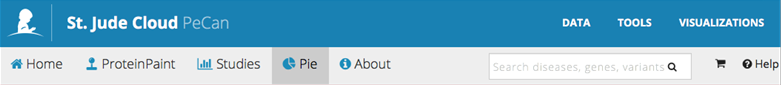 St. Jude Cloud PeCan DATA TOOLS VISUALIZATIONS
Home ProteinPaint Studies Pie About Search diseases, genes, variants Help